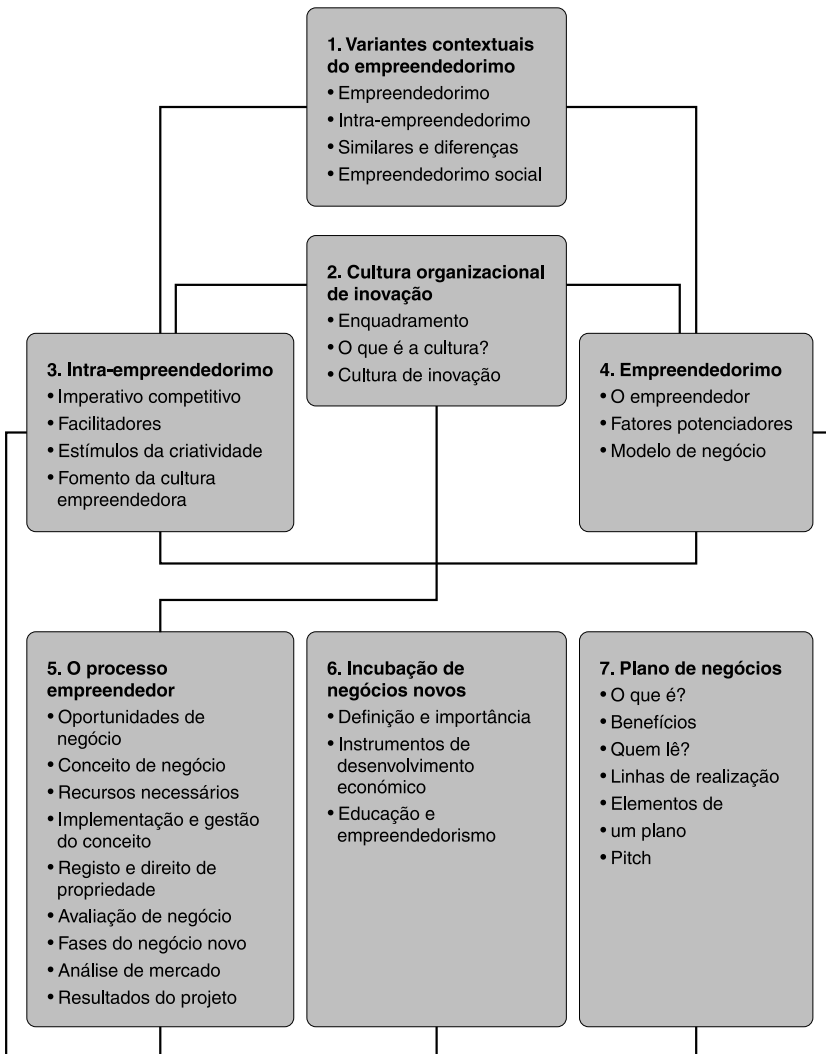 1. Variantes contextuais
do empreendedorimo
• Empreendedorimo
• Intra-empreendedorimo
• Similares e diferenças
• Empreendedorimo social
2. Cultura organizacional
de inovação
• Enquadramento
• O que é a cultura?
• Cultura de inovação
3. Intra-empreendedorimo
• Imperativo competitivo
• Facilitadores
• Estímulos da criatividade
• Fomento da cultura
empreendedora
4. Empreendedorimo
• O empreendedor
• Fatores potenciadores
• Modelo de negócio
5. O processo
empreendedor
• Oportunidades de
negócio
• Conceito de negócio
• Recursos necessários
• Implementação e gestão
do conceito
• Registo e direito de
propriedade
• Avaliação de negócio
• Fases do negócio novo
• Análise de mercado
• Resultados do projeto
6. Incubação de
negócios novos
• Definição e importância
• Instrumentos de
desenvolvimento
económico
• Educação e
empreendedorismo
7. Plano de negócios
• O que é?
• Benefícios
• Quem lê?
• Linhas de realização
• Elementos de
• um plano
• Pitch